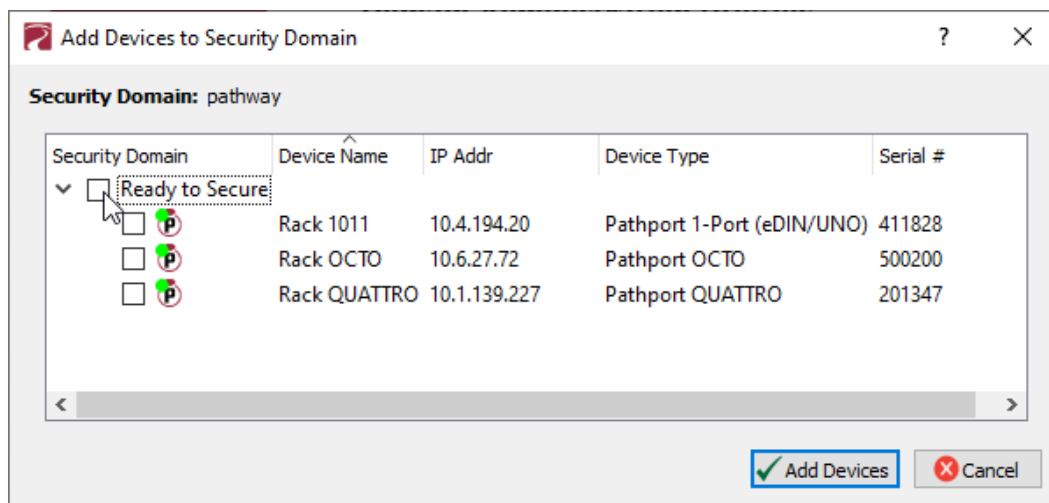 Add Devices to Security Domain ?
Security Domain: pathway
Security Domain Device Name IP Addr Device Type Serial #
Ready to Secure
Rack 1011 10.4.194.20 Pathport 1-Port (eDIN/UNO) 411828
Rack OCTO 10.6.27.72 Pathport OCTO 500200
Rack QUATTRO 10.1.139.227 Pathport QUATTRO 201347
Add Devices Cancel